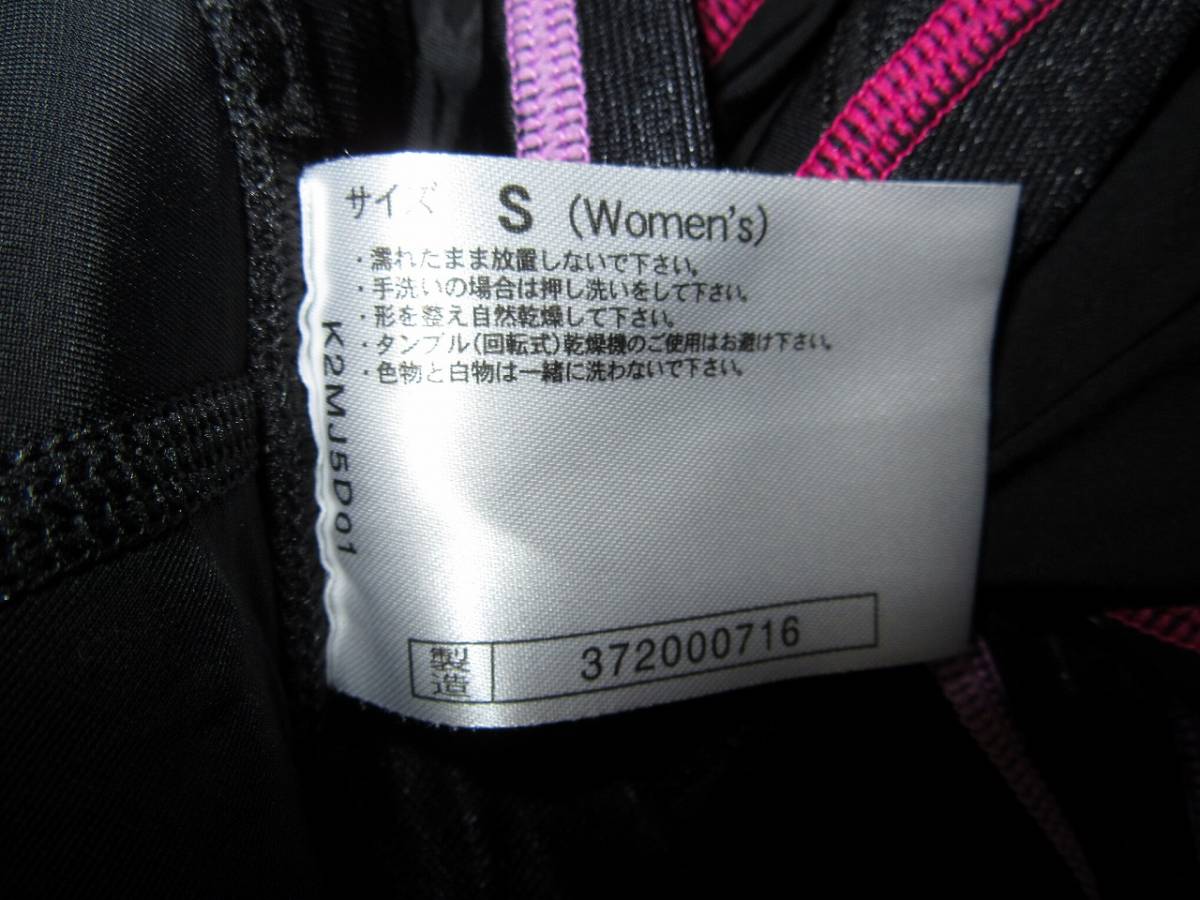 サイズ S (Women's)
・濡れたまま放置しないで下さい。
・手洗いの場合は押し洗いをして下さい。
・形を整え自然乾燥して下さい。
・タンブル(回転式)乾燥機のご使用はお避け下さい。
・色物と白物は一緒に洗わないで下さい。
K2MJ5D01
製造 372000716